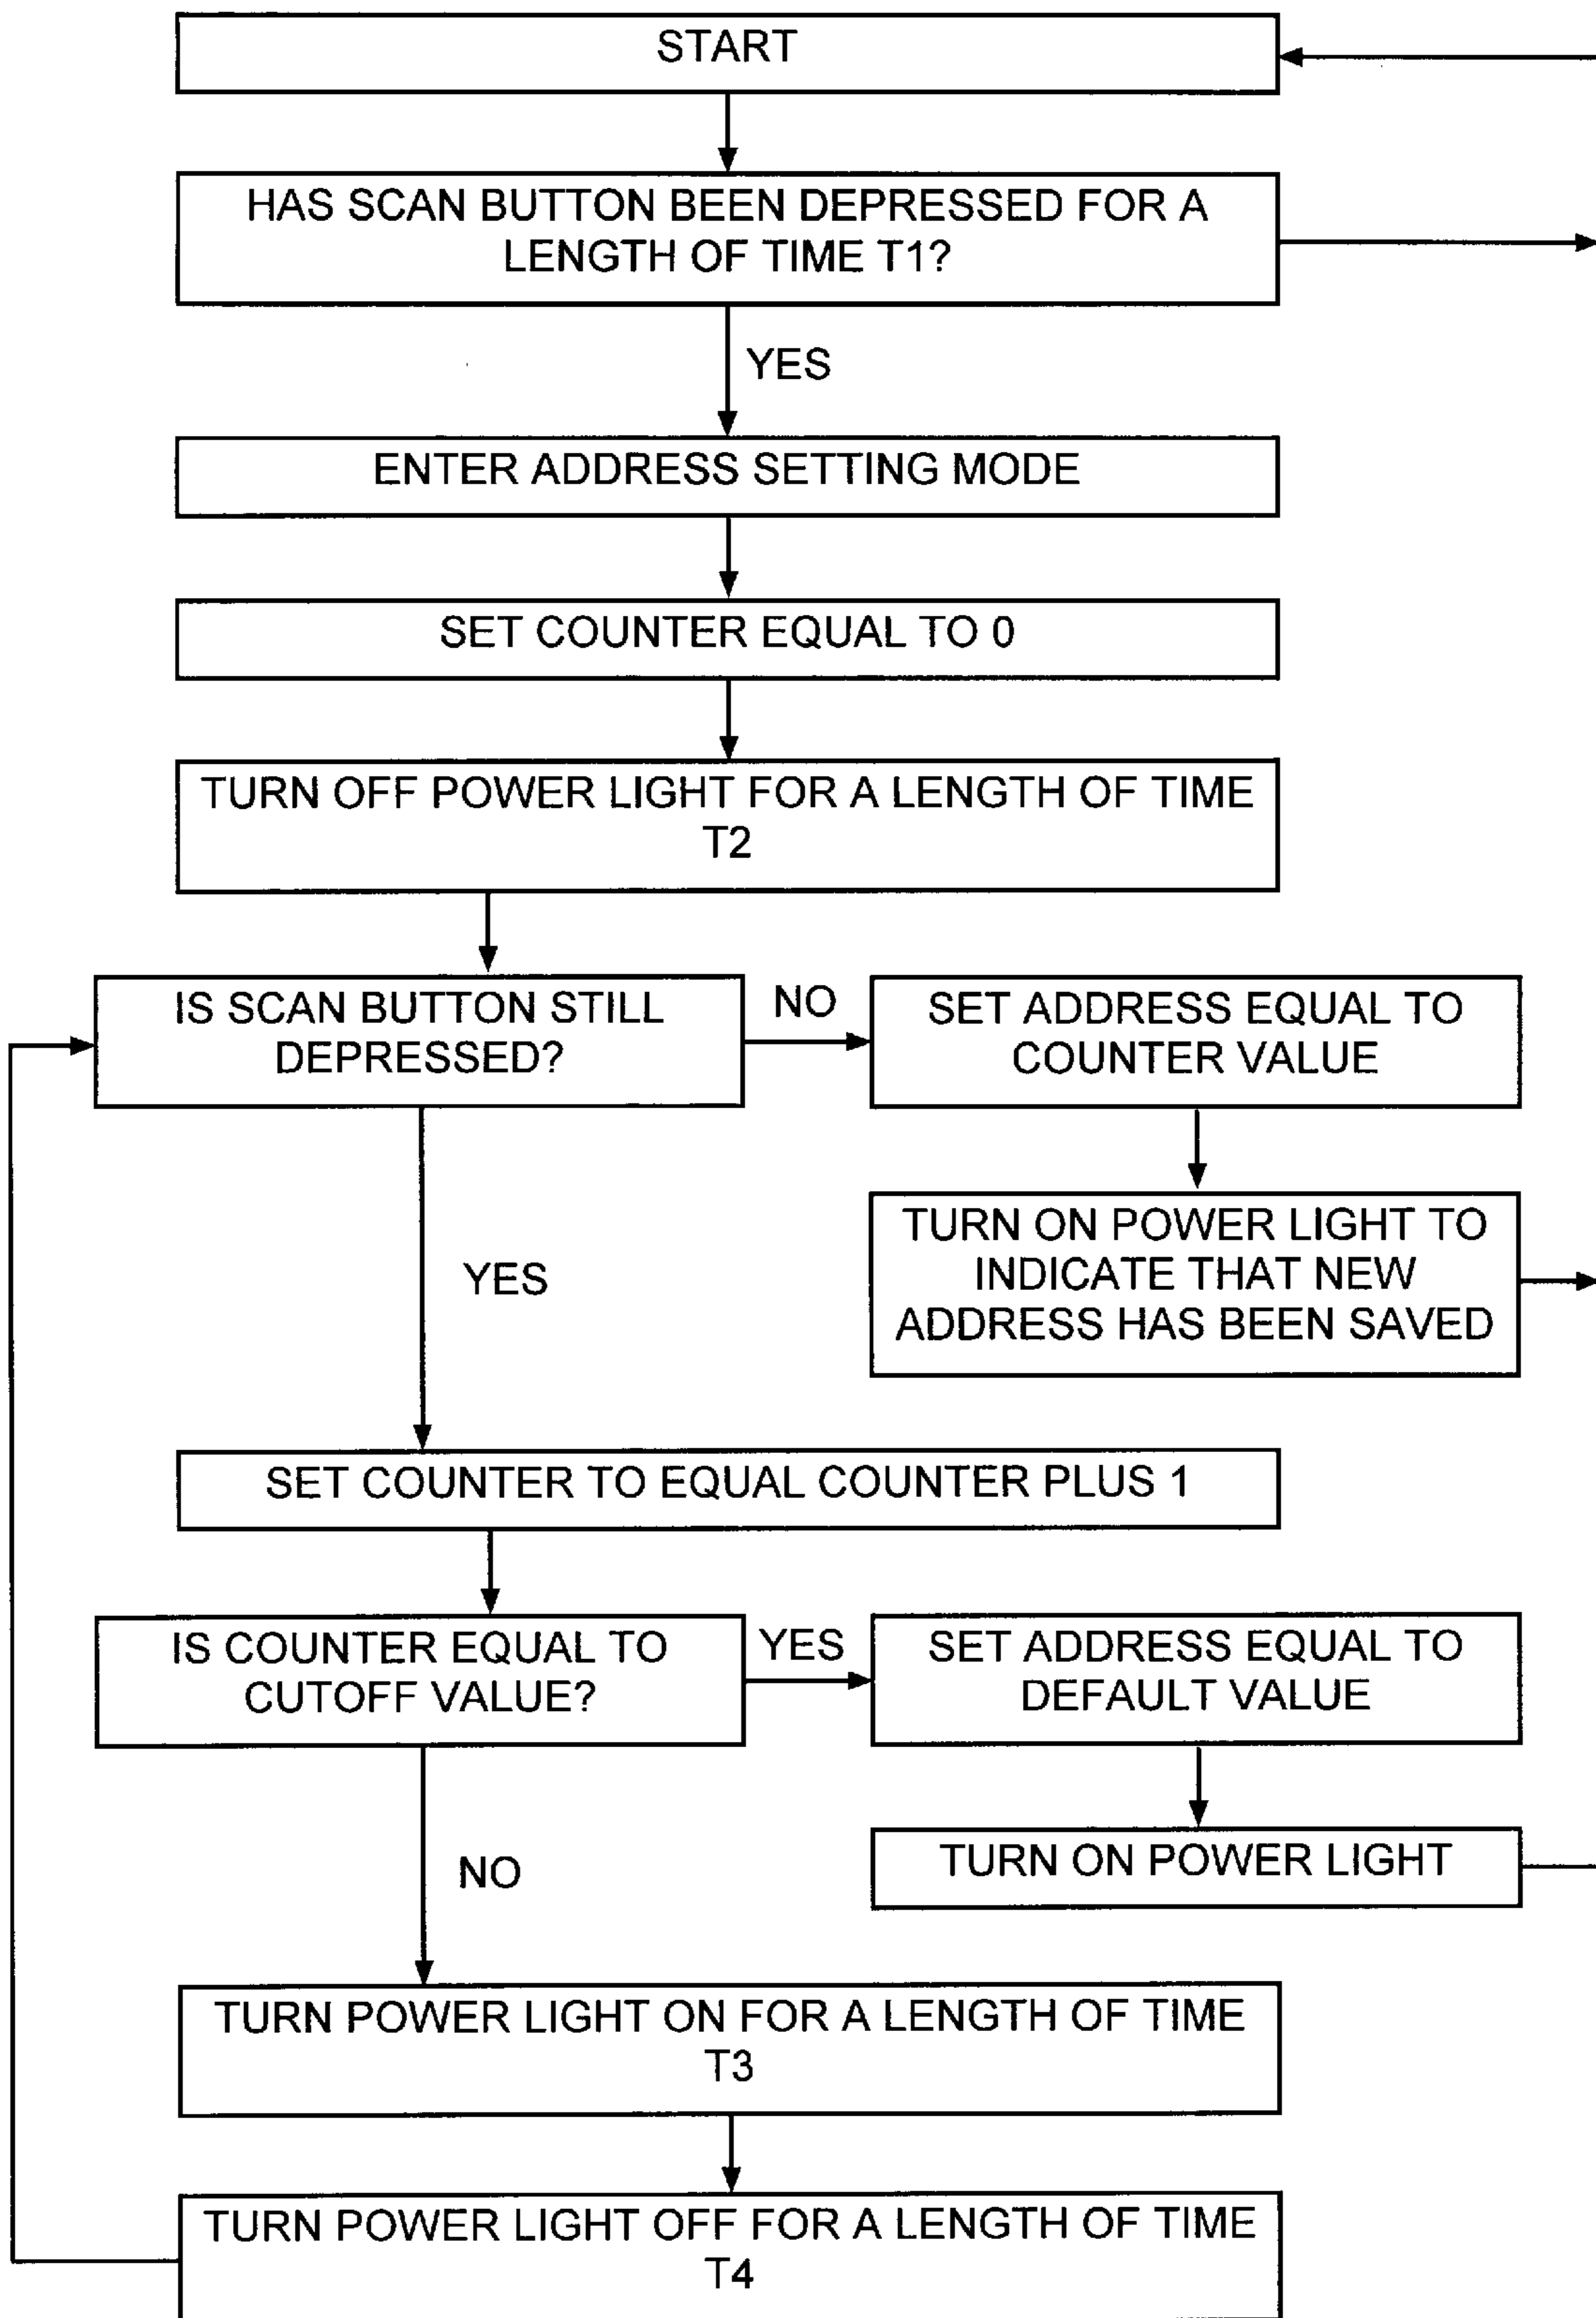 START
HAS SCAN BUTTON BEEN DEPRESSED FOR A
LENGTH OF TIME T1?
YES
ENTER ADDRESS SETTING MODE
SET COUNTER EQUAL TO 0
TURN OFF POWER LIGHT FOR A LENGTH OF TIME
T2
IS SCAN BUTTON STILL
DEPRESSED?
NO
SET ADDRESS EQUAL TO
COUNTER VALUE
TURN ON POWER LIGHT TO
INDICATE THAT NEW
ADDRESS HAS BEEN SAVED
YES
SET COUNTER TO EQUAL COUNTER PLUS 1
IS COUNTER EQUAL TO
CUTOFF VALUE?
YES
SET ADDRESS EQUAL TO
DEFAULT VALUE
TURN ON POWER LIGHT
NO
TURN POWER LIGHT ON FOR A LENGTH OF TIME
T3
TURN POWER LIGHT OFF FOR A LENGTH OF TIME
T4